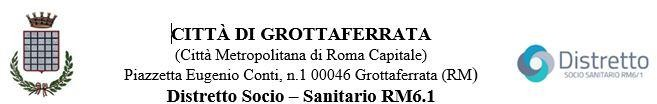 CITTÀ DI GROTTAFERRATA
(Città Metropolitana di Roma Capitale)
Piazzetta Eugenio Conti, n.1 00046 Grottaferrata (RM)
Distretto Socio – Sanitario RM6.1
Distretto
SOCIO SANITARIO RM6/1